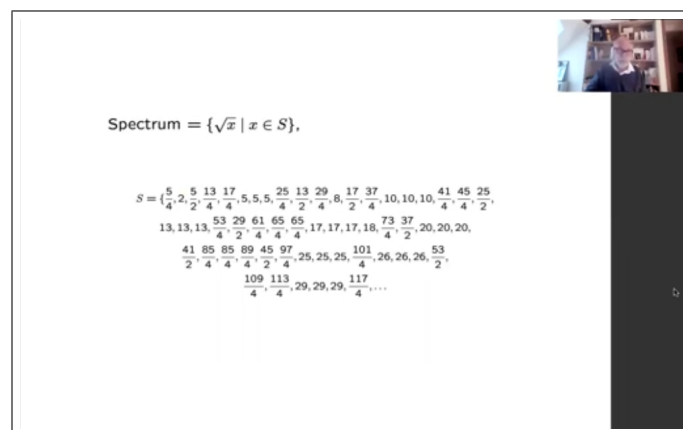 Spectrum = {√x | x ∈ S},
S = {5/4, 2, 5/2, 13/4, 17/4, 5, 5, 5, 25/4, 13/2, 29/4, 8, 17/2, 37/4, 10, 10, 10, 41/4, 45/4, 25/2,
13, 13, 13, 53/4, 29/2, 61/4, 65/4, 65/4, 17, 17, 17, 18, 73/4, 37/2, 20, 20, 20,
41/2, 85/4, 85/4, 89/4, 45/2, 97/4, 25, 25, 25, 101/4, 26, 26, 26, 53/2,
109/4, 113/4, 29, 29, 29, 117/4, ...